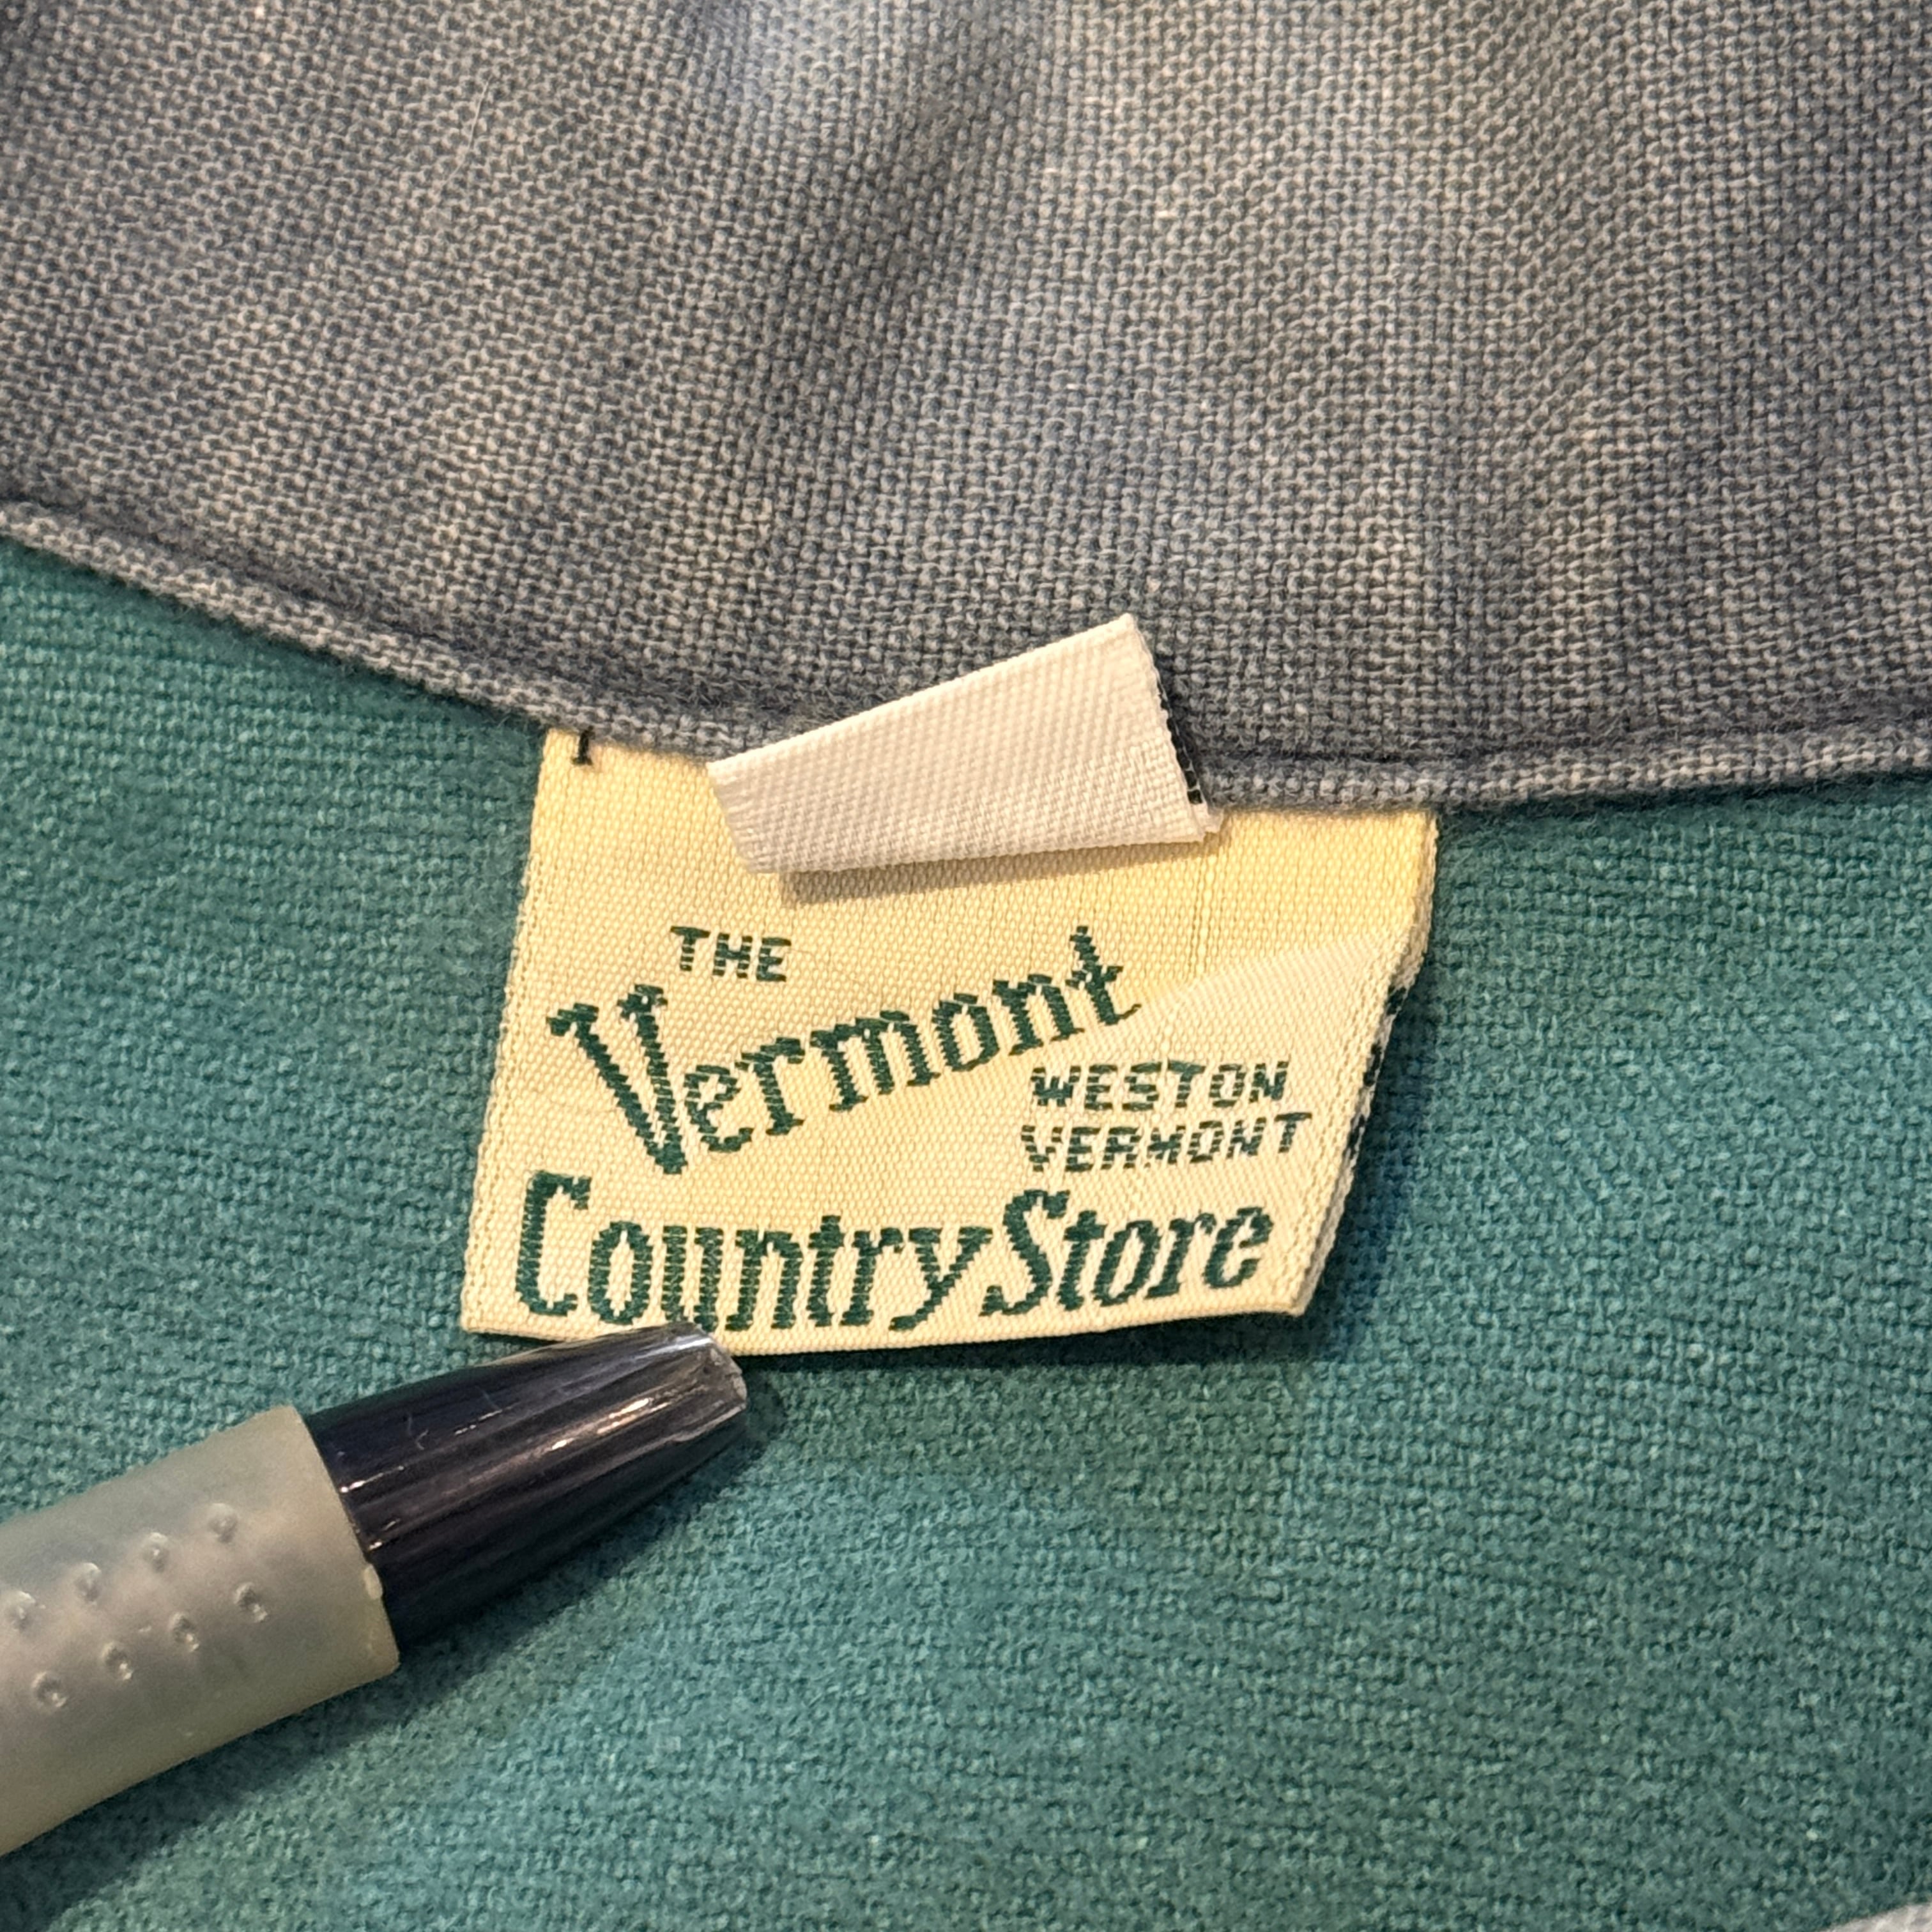 THE
Vermont
WESTON
VERMONT
Country Store